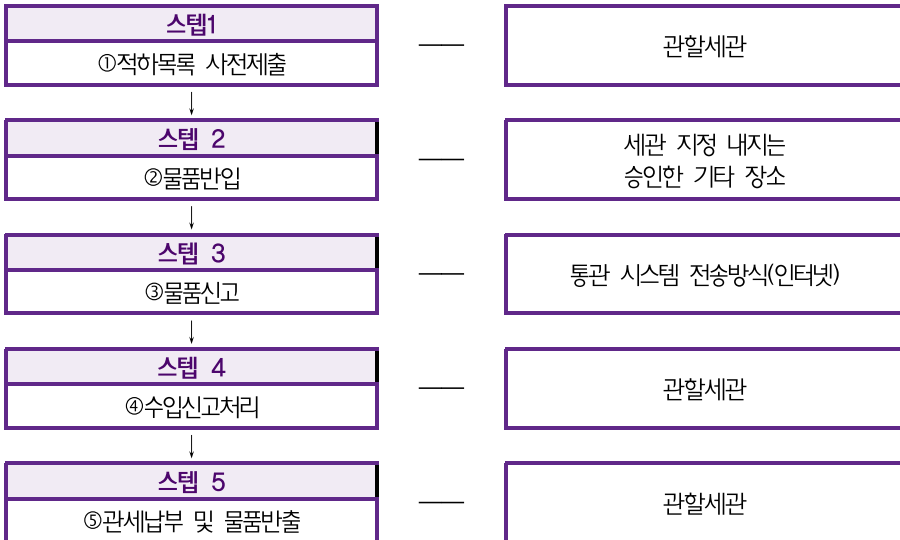 스텝1
①적하목록 사전제출
관할세관
스텝 2
②물품반입
세관 지정 내지는
승인한 기타 장소
스텝 3
③물품신고
통관 시스템 전송방식(인터넷)
스텝 4
④수입신고처리
관할세관
스텝 5
⑤관세납부 및 물품반출
관할세관